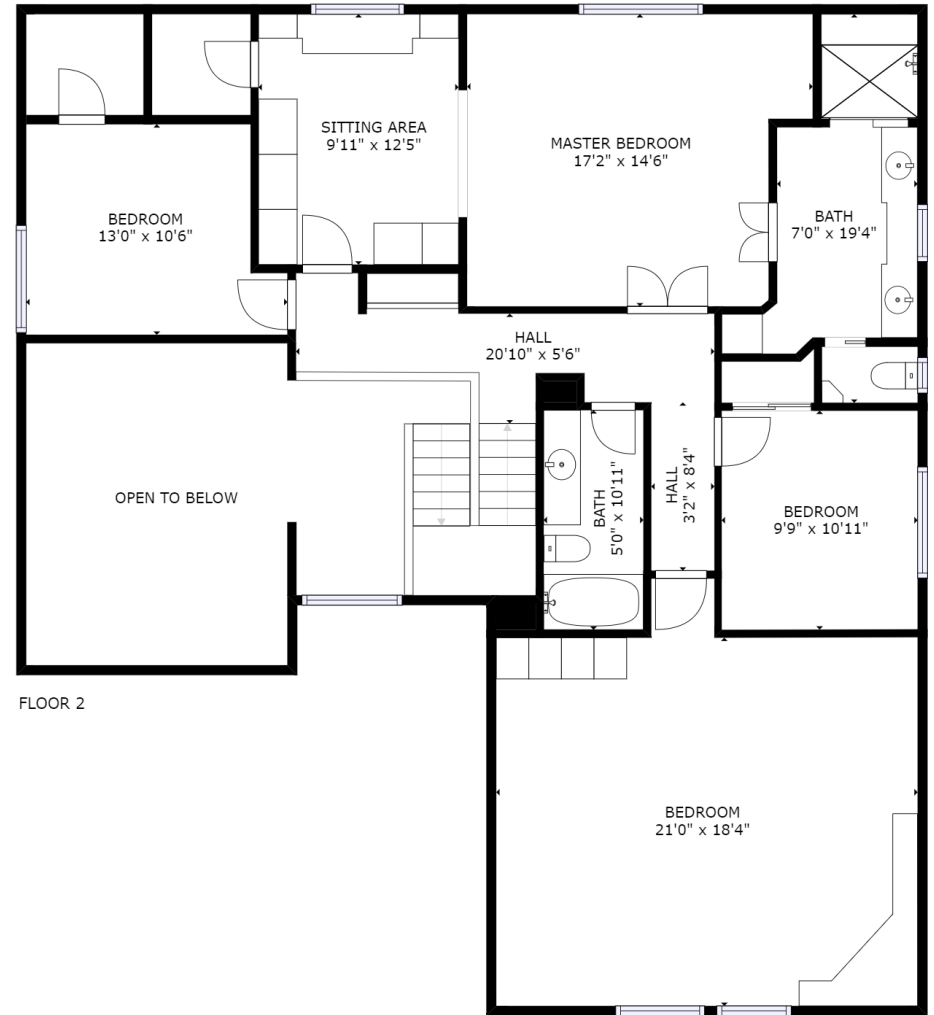 SITTING AREA
9'11" x 12'5"
MASTER BEDROOM
17'2" x 14'6"
BEDROOM
13'0" x 10'6"
BATH
7'0" x 19'4"
HALL
20'10" x 5'6"
OPEN TO BELOW
BATH
5'0" x 10'11"
HALL
3'2" x 8'4"
BEDROOM
9'9" x 10'11"
FLOOR 2
BEDROOM
21'0" x 18'4"